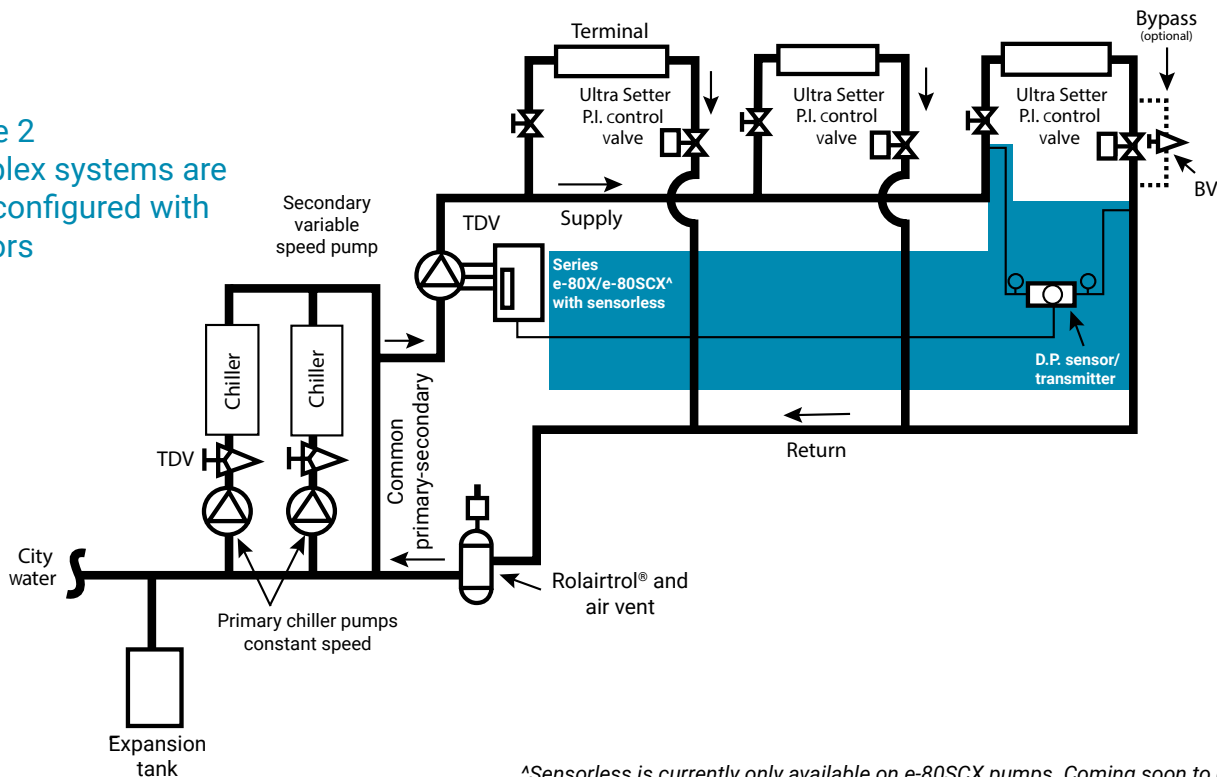 e 2
plex systems are
configured with
ors
Terminal
Bypass
(optional)
Ultra Setter
P.I. control
valve
Ultra Setter
P.I. control
valve
Ultra Setter
P.I. control
valve
BV
Secondary
variable
speed pump
TDV
Supply
Series
e-80X/e-80SCX^
with sensorless
D.P. sensor/
transmitter
Chiller
Chiller
TDV
Common
primary-secondary
Return
City
water
Rolairtrol® and
air vent
Primary chiller pumps
constant speed
Expansion
tank
^Sensorless is currently only available on e-80SCX pumps. Coming soon to